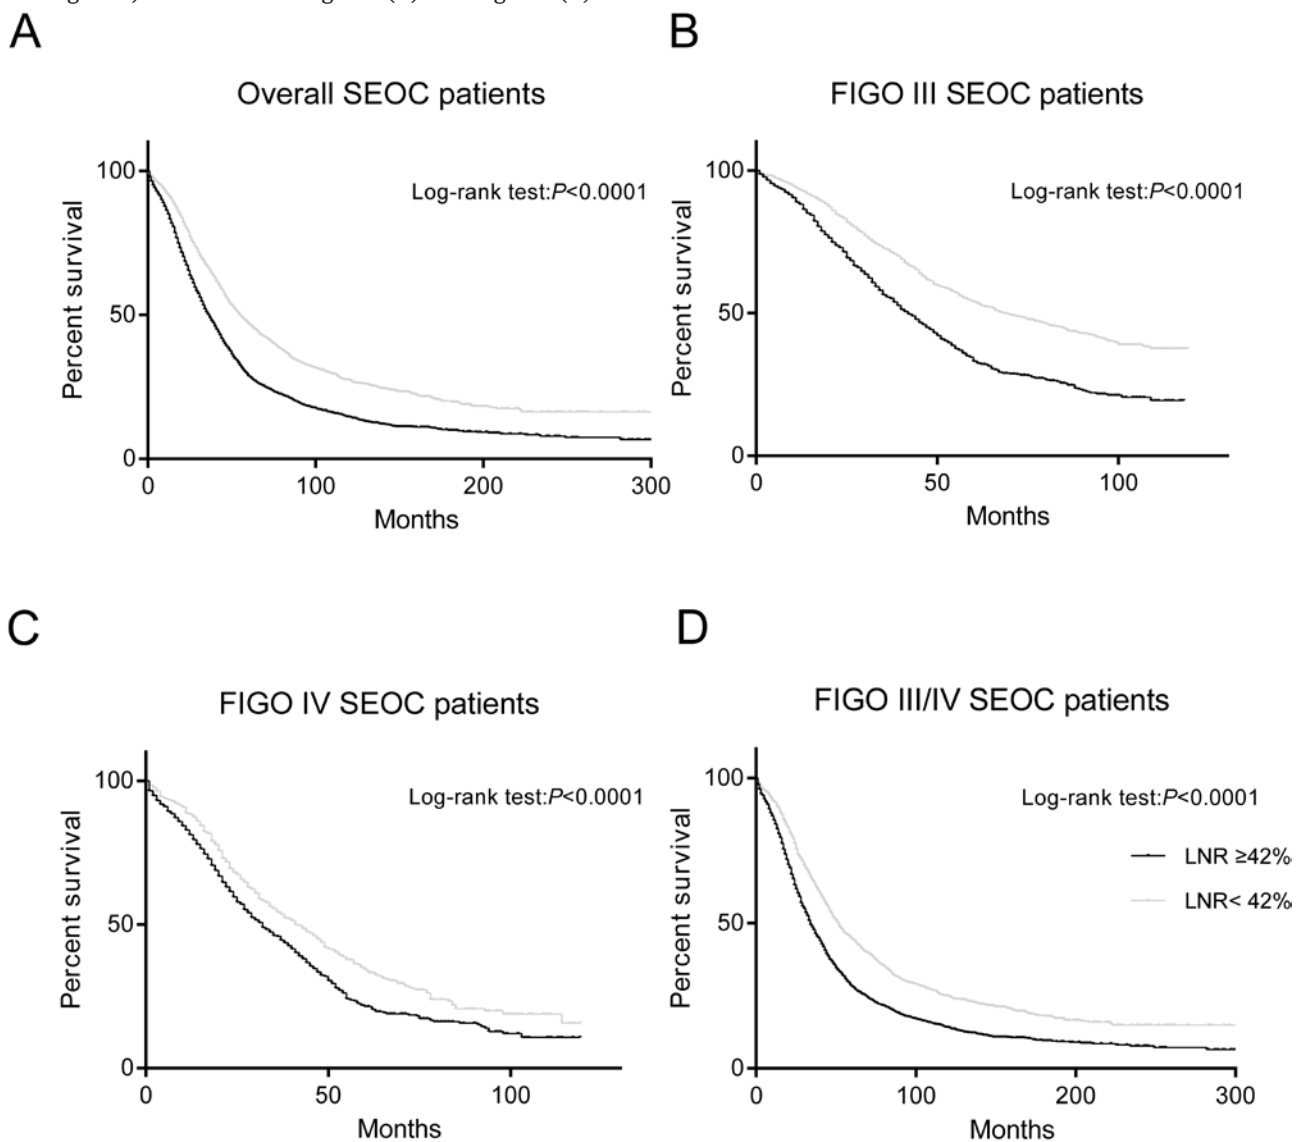 A
Overall SEOC patients
Log-rank test:P<0.0001
Percent survival
100
50
0
0 100 200 300
Months
B
FIGO III SEOC patients
Log-rank test:P<0.0001
Percent survival
100
50
0
0 50 100
Months
C
FIGO IV SEOC patients
Log-rank test:P<0.0001
Percent survival
100
50
0
0 50 100
Months
D
FIGO III/IV SEOC patients
Log-rank test:P<0.0001
LNR ≥42%
LNR< 42%
Percent survival
100
50
0
0 100 200 300
Months